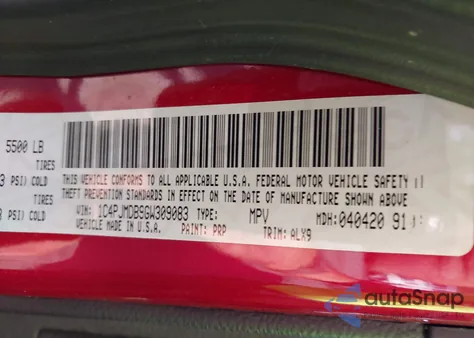 5500 LB
TIRES
PSI) COLD
TIRES
PSI) COLD
THIS VEHICLE CONFORMS TO ALL APPLICABLE U.S.A. FEDERAL MOTOR VEHICLE SAFETY
THEFT PREVENTION STANDARDS IN EFFECT ON THE DATE OF MANUFACTURE SHOWN ABOVE
VIN: 1C4PJMDBSGW309083 TYPE: MPV MDH: 040420 91
VEHICLE MADE IN U.S.A. PAINT: PRP TRIM: ALX9
autoSnap